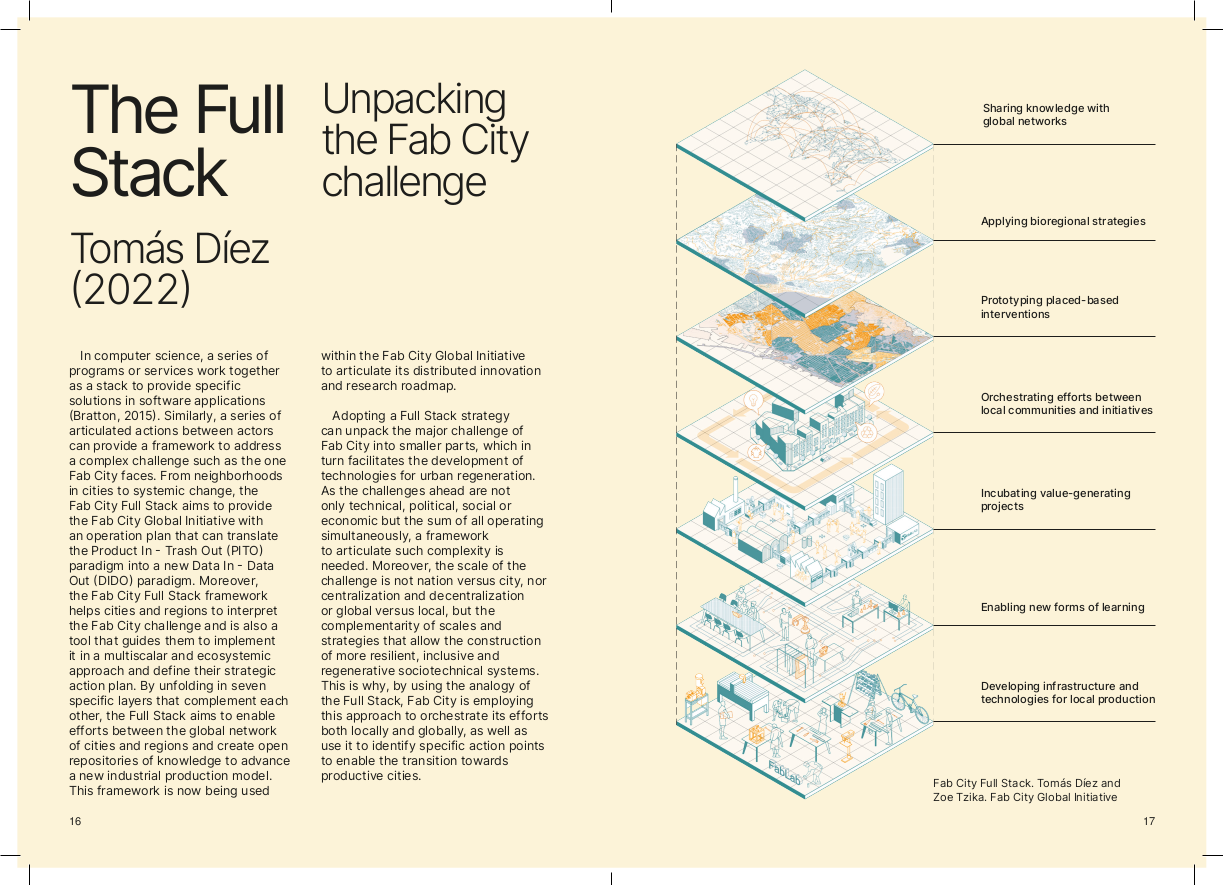 The Full
Stack
Tomás Díez
(2022)
Unpacking
the Fab City
challenge
In computer science, a series of
programs or services work together
as a stack to provide specific
solutions in software applications
(Bratton, 2015). Similarly, a series of
articulated actions between actors
can provide a framework to address
a complex challenge such as the one
Fab City faces. From neighborhoods
in cities to systemic change, the
Fab City Full Stack aims to provide
the Fab City Global Initiative with
an operation plan that can translate
the Product In - Trash Out (PITO)
paradigm into a new Data In - Data
Out (DIDO) paradigm. Moreover,
the Fab City Full Stack framework
helps cities and regions to interpret
the Fab City challenge and is also a
tool that guides them to implement
it in a multiscalar and ecosystemic
approach and define their strategic
action plan. By unfolding in seven
specific layers that complement each
other, the Full Stack aims to enable
efforts between the global network
of cities and regions and create open
repositories of knowledge to advance
a new industrial production model.
This framework is now being used
within the Fab City Global Initiative
to articulate its distributed innovation
and research roadmap.
Adopting a Full Stack strategy
can unpack the major challenge of
Fab City into smaller parts, which in
turn facilitates the development of
technologies for urban regeneration.
As the challenges ahead are not
only technical, political, social or
economic but the sum of all operating
simultaneously, a framework
to articulate such complexity is
needed. Moreover, the scale of the
challenge is not nation versus city, nor
centralization and decentralization
or global versus local, but the
complementarity of scales and
strategies that allow the construction
of more resilient, inclusive and
regenerative sociotechnical systems.
This is why, by using the analogy of
the Full Stack, Fab City is employing
this approach to orchestrate its efforts
both locally and globally, as well as
use it to identify specific action points
to enable the transition towards
productive cities.
16
Sharing knowledge with
global networks
Applying bioregional strategies
Prototyping placed-based
interventions
Orchestrating efforts between
local communities and initiatives
Incubating value-generating
projects
Enabling new forms of learning
Developing infrastructure and
technologies for local production
FabLab
Fab City Full Stack. Tomás Díez and
Zoe Tzika. Fab City Global Initiative
17